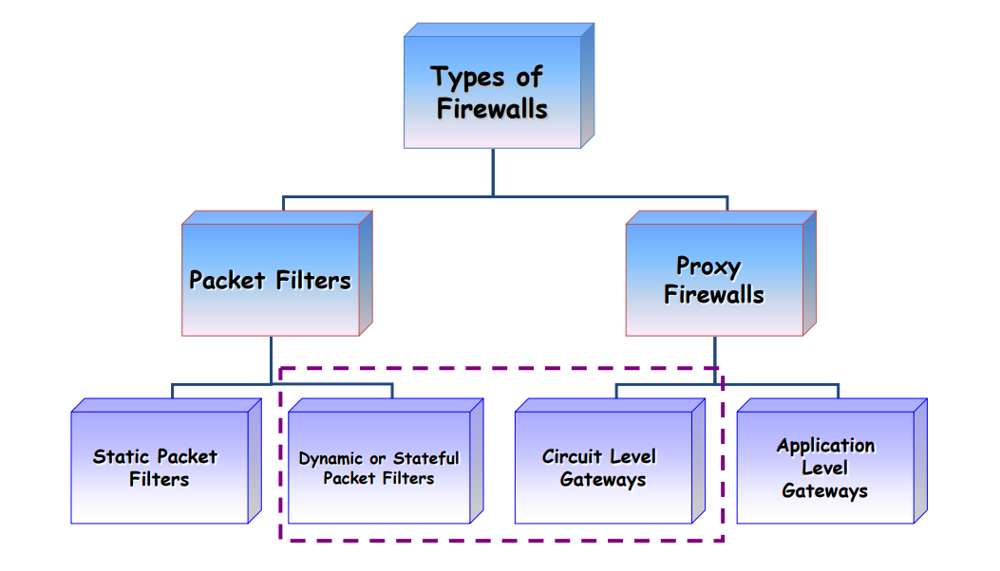 Types of
Firewalls
Packet Filters
Proxy
Firewalls
Static Packet
Filters
Dynamic or Stateful
Packet Filters
Circuit Level
Gateways
Application
Level
Gateways